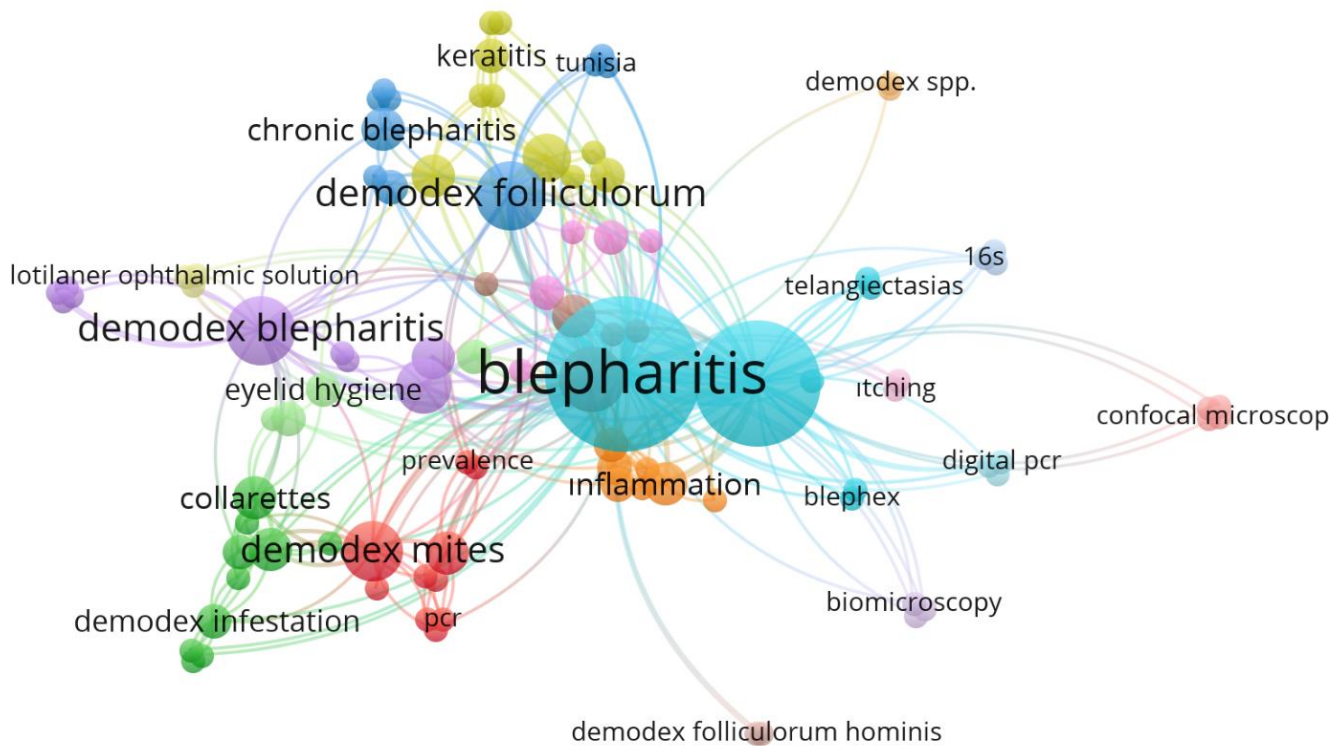 keratitis
tunisia
demodex spp.
chronic blepharitis
demodex folliculorum
16s
lotilaner ophthalmic solution
telangiectasias
demodex blepharitis
blepharitis
eyelid hygiene
ıtching
confocal microscop
prevalence
digital pcr
collarettes
ınflammation
blephex
demodex mites
biomicroscopy
demodex infestation
pcr
demodex folliculorum hominis